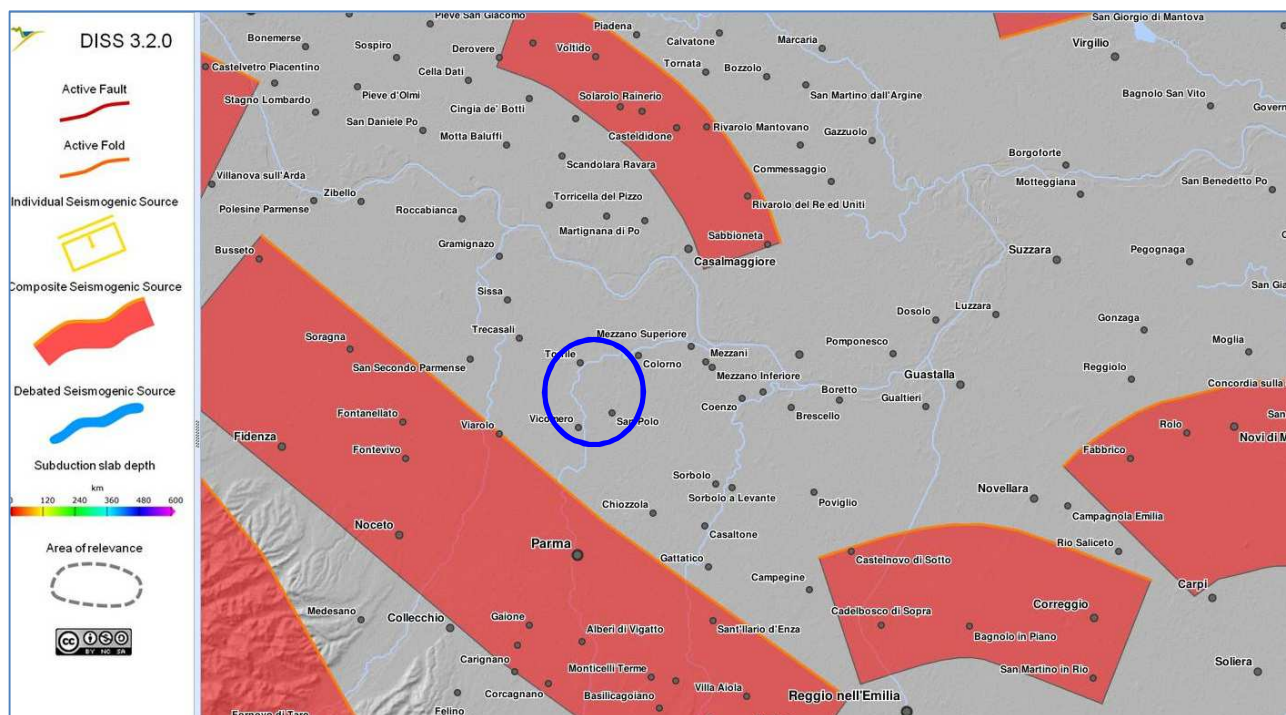 DISS 3.2.0
Active Fault
Active Fold
Individual Seismogenic Source
Composite Seismogenic Source
Debated Seismogenic Source
Subduction slab depth
km
0 120 240 360 480 600
Area of relevance
CC BY NC SA
Pieve San Giacomo
Piadena
San Giorgio di Mantova
Bonemerse
Sospiro
Derovere
Voltido
Calvatone
Marcaria
Virgilio
Castelvetro Piacentino
Cella Dati
Tornata
Bozzolo
Stagno Lombardo
Pieve d'Olmi
Cingia de' Botti
Solarolo Rainerio
San Martino dall'Argine
Bagnolo San Vito
San Daniele Po
Motta Baluffi
Casteldidone
Rivarolo Mantovano
Gazzuolo
Scandolara Ravara
Commessaggio
Borgoforte
Villanova sull'Arda
Zibello
Motteggiana
San Benedetto Po
Polesine Parmense
Roccabianca
Torricella del Pizzo
Rivarolo del Re ed Uniti
Martignana di Po
Sabbioneta
Busseto
Gramignazo
Casalmaggiore
Suzzara
Pegognaga
Sissa
Dosolo
Luzzara
Gonzaga
Soragna
Trecasali
Mezzano Superiore
Pomponesco
Moglia
San Secondo Parmense
Torrile
Colorno
Mezzani
Mezzano Inferiore
Guastalla
Reggiolo
Concordia sulla
Fontanellato
Coenzo
Boretto
Brescello
Gualtieri
Fidenza
Viarolo
Vicomero
San Polo
Rolo
Novi di M
Fontevivo
Fabbrico
Sorbolo
Sorbolo a Levante
Poviglio
Novellara
Campagnola Emilia
Noceto
Chiozzola
Casaltone
Rio Saliceto
Parma
Gattatico
Castelnovo di Sotto
Campegine
Carpi
Medesano
Collecchio
Gaione
Alberi di Vigatto
Sant'Ilario d'Enza
Cadelbosco di Sopra
Correggio
Bagnolo in Piano
Carignano
Monticelli Terme
San Martino in Rio
Soliera
Corcagnano
Basilicagoiano
Villa Aiola
Reggio nell'Emilia
Felino
Fornovo di Taro